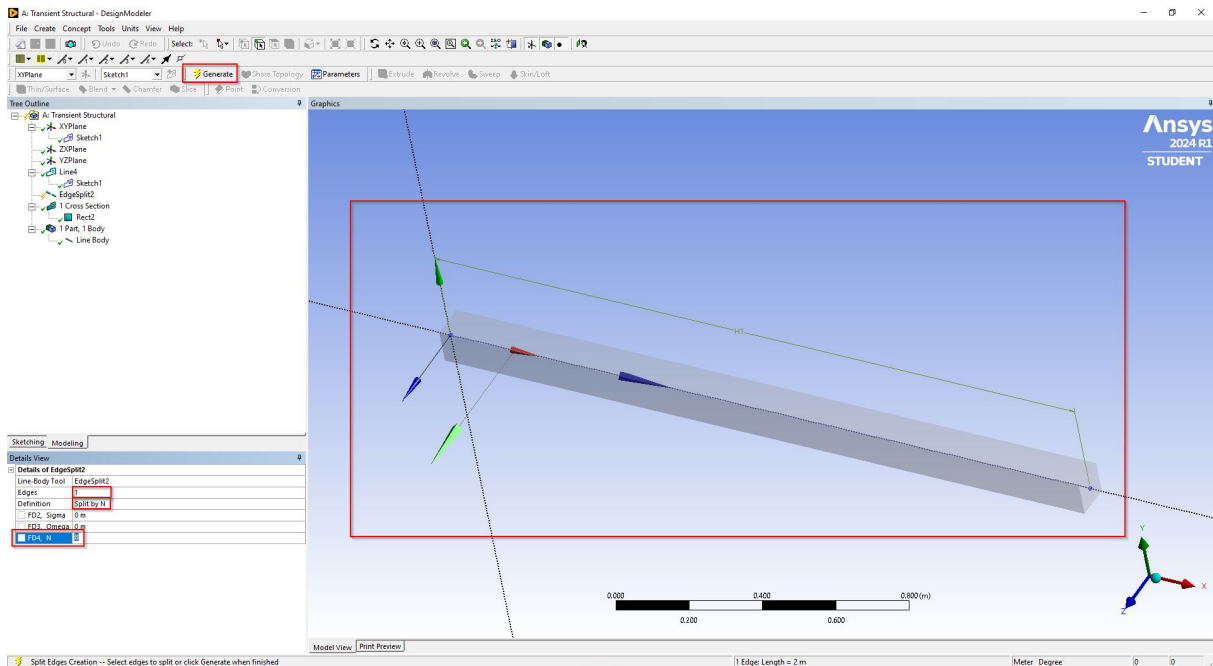 A: Transient Structural - DesignModeler
File Create Concept Tools Units View Help
Undo Redo Select:
XYPlane Sketch1 Generate Share Topology Parameters Extrude Revolve Sweep Skin/Loft
Thin/Surface Blend Chamfer Slice Point Conversion
Tree Outline
A: Transient Structural
XYPlane
Sketch1
ZXPlane
YZPlane
Line4
Sketch1
EdgeSplit2
1 Cross Section
Rect2
1 Part, 1 Body
Line Body
Sketching Modeling
Details View
Details of EdgeSplit2
Line-Body Tool EdgeSplit2
Edges 1
Definition Split by N
FD2, Sigma 0 m
FD3, Omega 0 m
FD4, N
Graphics
Ansys
2024 R1
STUDENT
H1
Y
X
Z
0.000 0.400 0.800 (m)
0.200 0.600
Model View Print Preview
Split Edges Creation -- Select edges to split or click Generate when finished 1 Edge: Length = 2 m Meter Degree 0 0